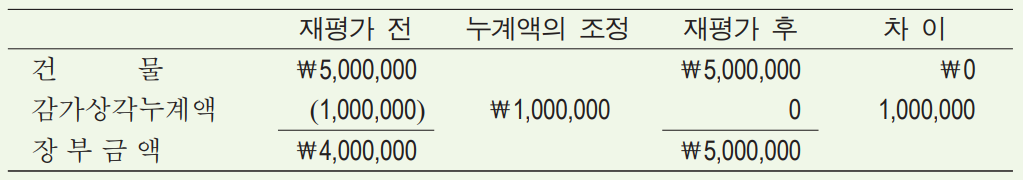 재평가 전 누계액의 조정 재평가 후 차 이
건 물 ₩5,000,000 ₩5,000,000 ₩0
감가상각누계액 (1,000,000) ₩1,000,000 0 1,000,000
장 부 금 액 ₩4,000,000 ₩5,000,000